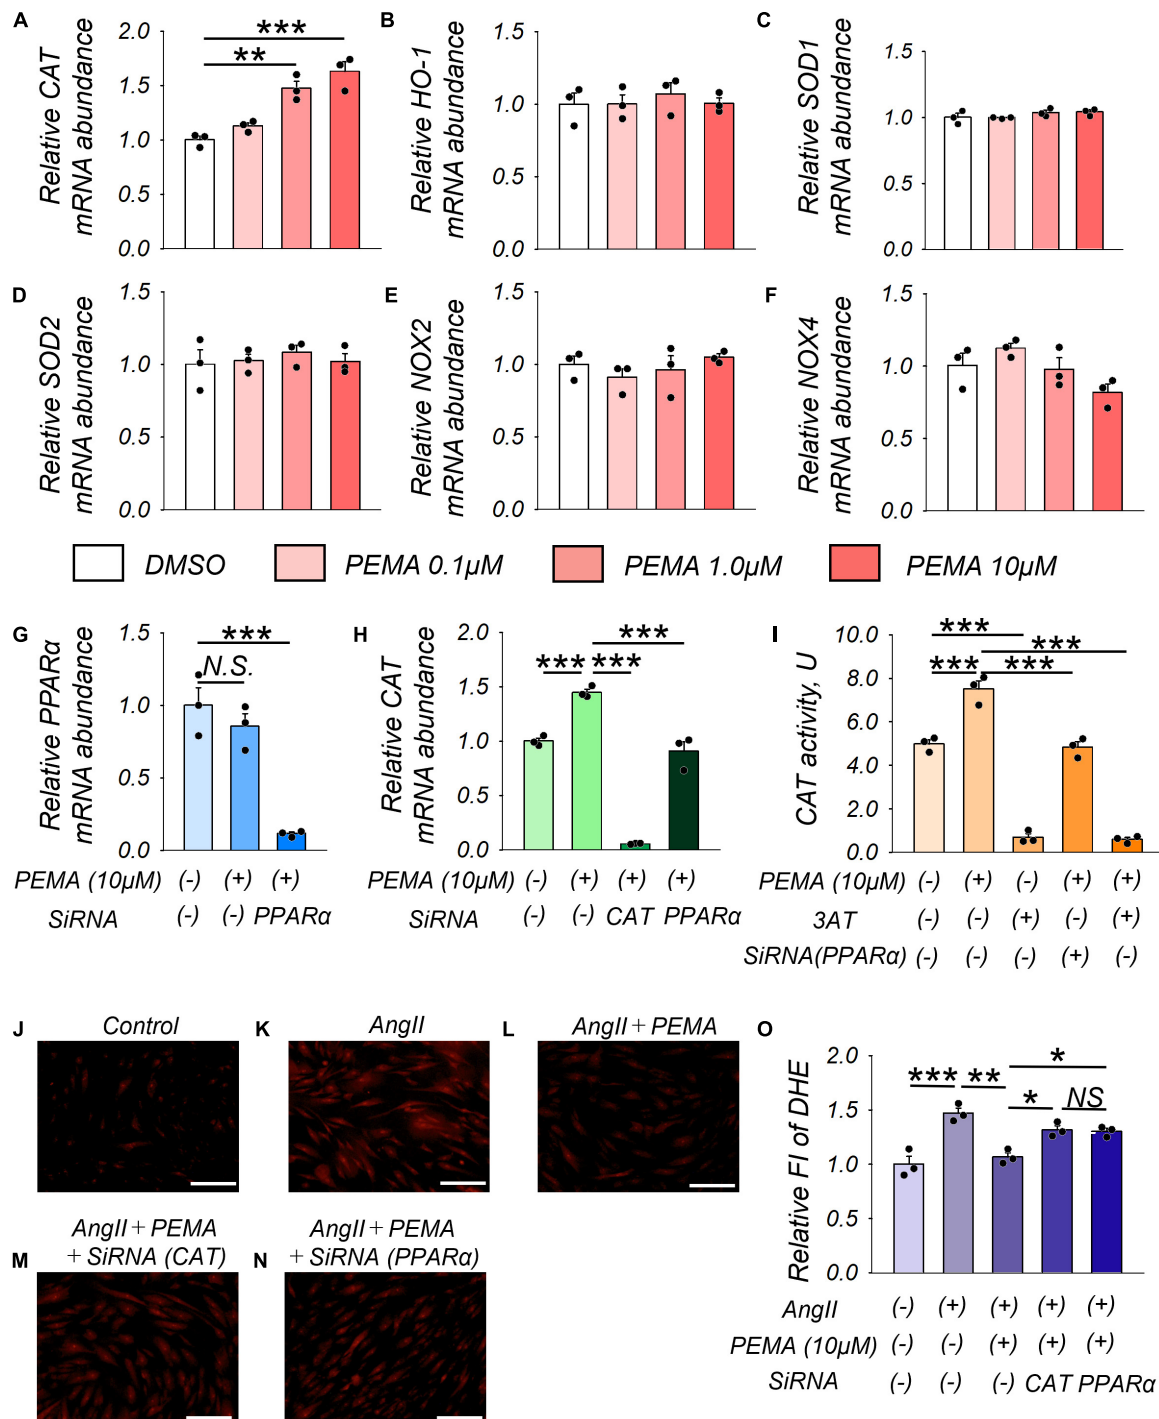 A
Relative CAT
mRNA abundance
2.0
1.5
1.0
0.5
0.0
***
**
B
Relative HO-1
mRNA abundance
1.5
1.0
0.5
0.0
C
Relative SOD1
mRNA abundance
1.5
1.0
0.5
0.0
D
Relative SOD2
mRNA abundance
1.5
1.0
0.5
0.0
E
Relative NOX2
mRNA abundance
1.5
1.0
0.5
0.0
F
Relative NOX4
mRNA abundance
1.5
1.0
0.5
0.0
DMSO
PEMA 0.1μM
PEMA 1.0μM
PEMA 10μM
G
Relative PPARα
mRNA abundance
1.5
1.0
0.5
0.0
***
N.S.
PEMA (10μM) (-) (+) (+)
SiRNA (-) (-) PPARα
H
Relative CAT
mRNA abundance
2.0
1.5
1.0
0.5
0.0
***
*** ***
PEMA (10μM) (-) (+) (+) (+)
SiRNA (-) (-) CAT PPARα
I
CAT activity, U
10.0
8.0
6.0
4.0
2.0
0.0
***
***
*** ***
PEMA (10μM) (-) (+) (-) (+) (+)
3AT (-) (-) (+) (-) (+)
SiRNA(PPARα) (-) (-) (-) (+) (-)
J
Control
K
AngII
L
AngII + PEMA
M
AngII + PEMA
+ SiRNA (CAT)
N
AngII + PEMA
+ SiRNA (PPARα)
O
Relative FI of DHE
2.0
1.5
1.0
0.5
0.0
*
*** **
* NS
AngII (-) (+) (+) (+) (+)
PEMA (10μM) (-) (-) (+) (+) (+)
SiRNA (-) (-) (-) CAT PPARα